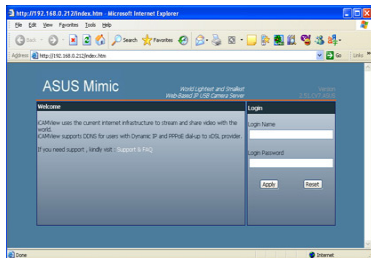 http://192.168.0.212/index.htm - Microsoft Internet Explorer
File Edit View Favorites Tools Help
Back Search Favorites
Address http://192.168.0.212/index.htm Go Links
ASUS Mimic
World Lightest and Smallest
Web-Based IP USB Camera Server
Version
Welcome
iCAMView uses the current internet infrastructure to stream and share video with the
world.
iCAMView supports DDNS for users with Dynamic IP and PPPoE dial-up to xDSL provider.
If you need support , kindly visit : Support & FAQ
Login
Login Name
Login Password
Apply Reset
Done Internet